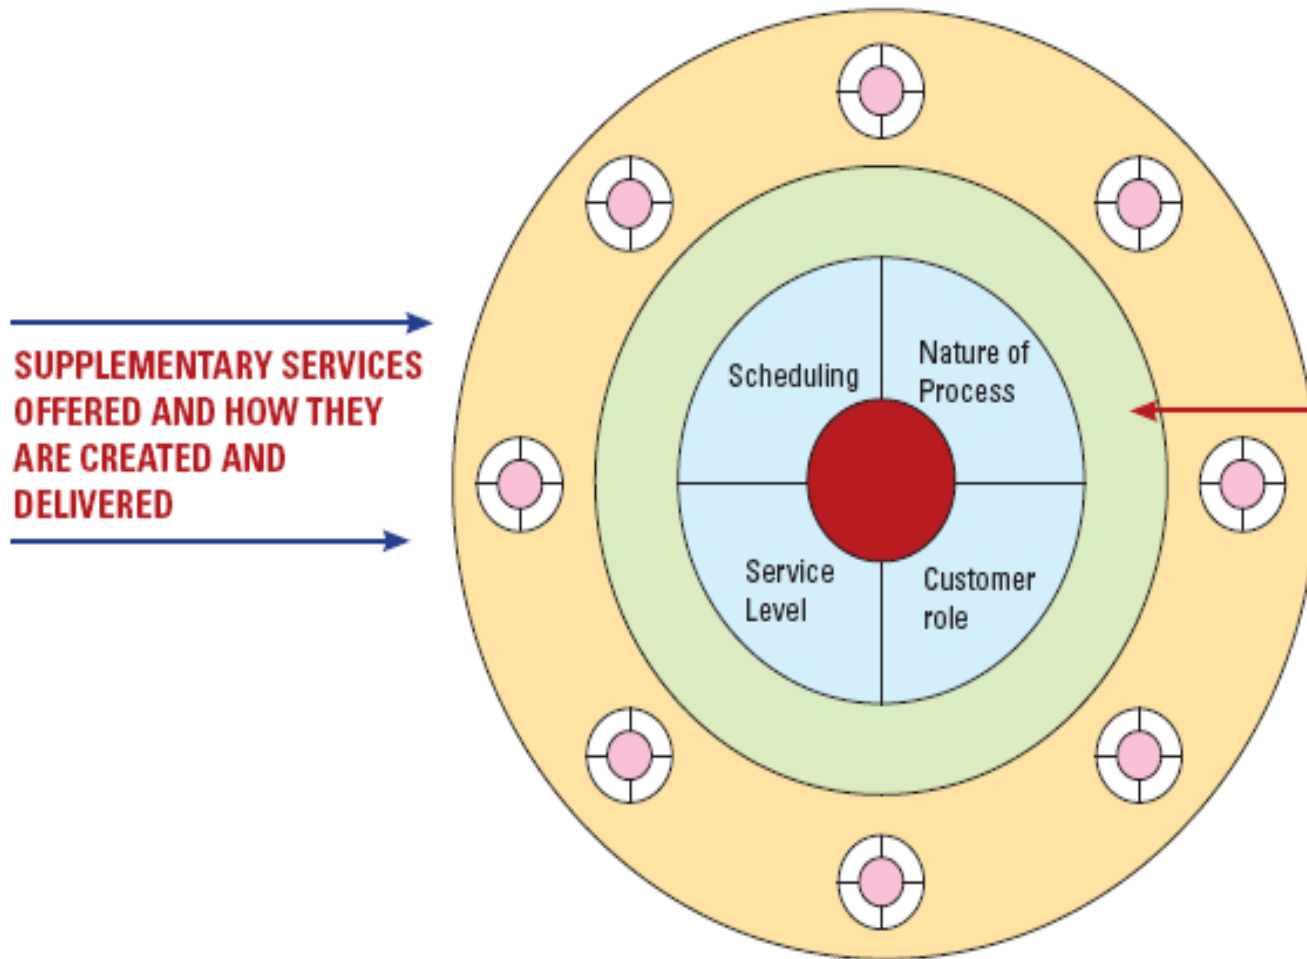 SUPPLEMENTARY SERVICES
OFFERED AND HOW THEY
ARE CREATED AND
DELIVERED
Scheduling
Nature of
Process
Service
Level
Customer
role